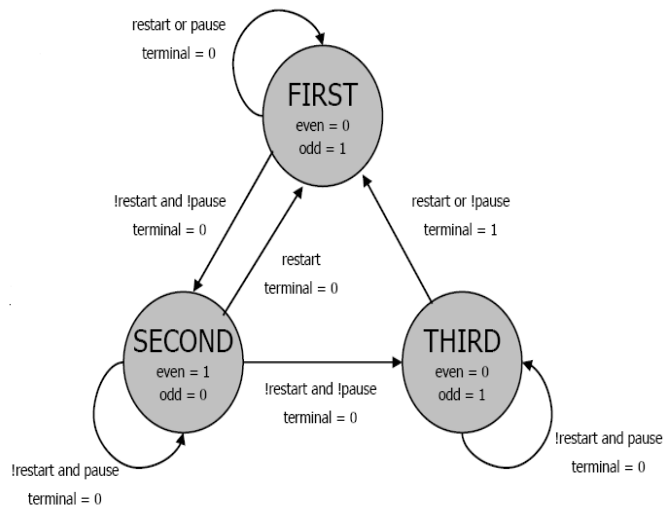 restart or pause
terminal = 0
FIRST
even = 0
odd = 1
!restart and !pause
terminal = 0
restart or !pause
terminal = 1
restart
terminal = 0
SECOND
even = 1
odd = 0
THIRD
even = 0
odd = 1
!restart and !pause
terminal = 0
!restart and pause
terminal = 0
!restart and pause
terminal = 0